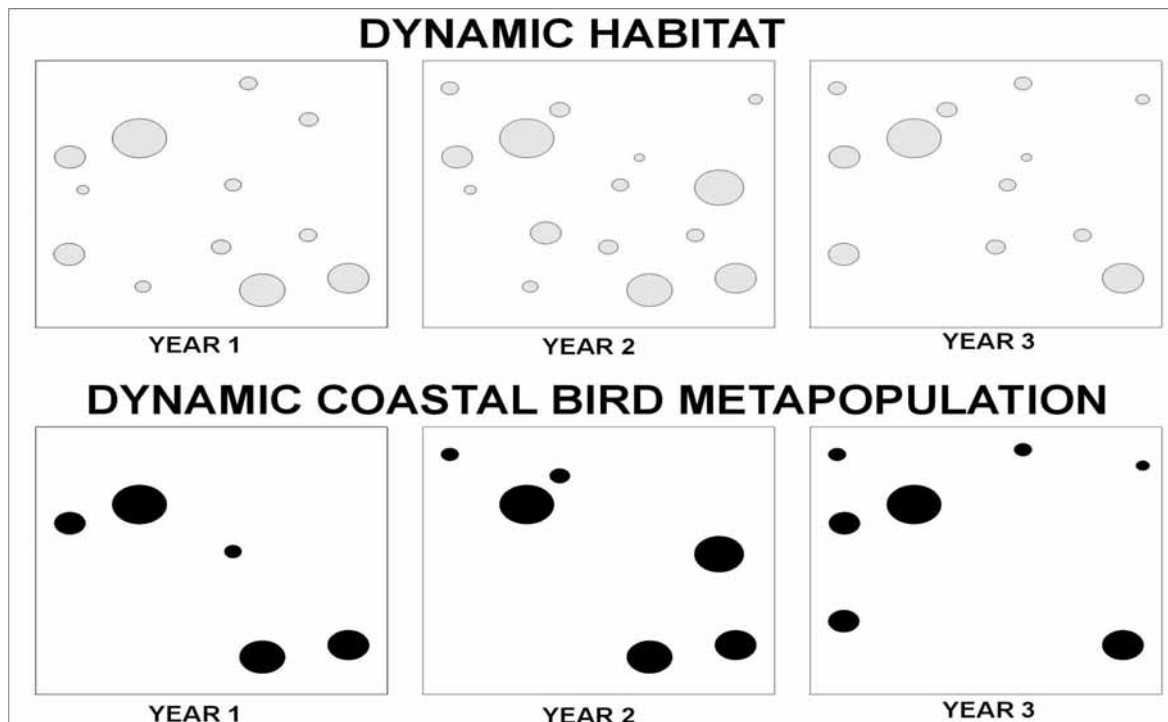 DYNAMIC HABITAT
YEAR 1
YEAR 2
YEAR 3
DYNAMIC COASTAL BIRD METAPOPULATION
YEAR 1
YEAR 2
YEAR 3